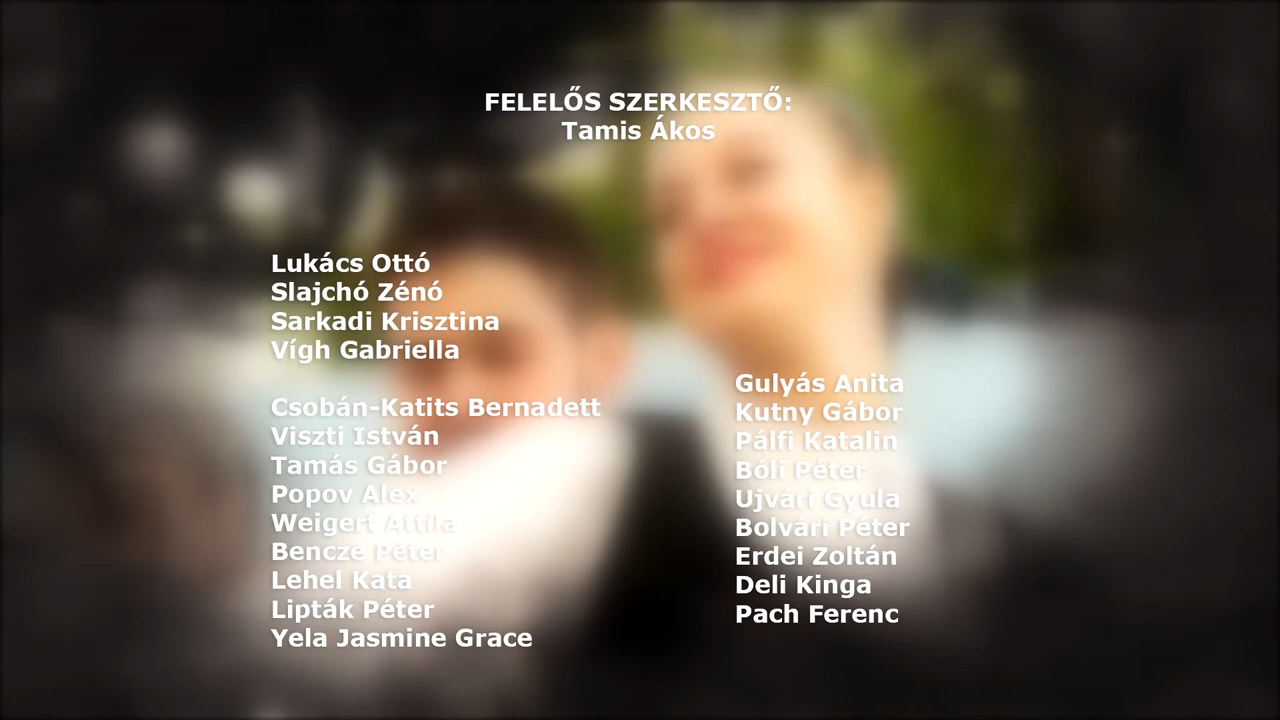 FELELŐS SZERKESZTŐ:
Tamis Ákos
Lukács Ottó
Slajchó Zénó
Sarkadi Krisztina
Vígh Gabriella
Csobán-Katits Bernadett
Viszti István
Tamás Gábor
Popov Alex
Weigert Attila
Bencze Péter
Lehel Kata
Lipták Péter
Yela Jasmine Grace
Gulyás Anita
Kutny Gábor
Pálfi Katalin
Bóli Péter
Ujvári Gyula
Bolvári Péter
Erdei Zoltán
Deli Kinga
Pach Ferenc